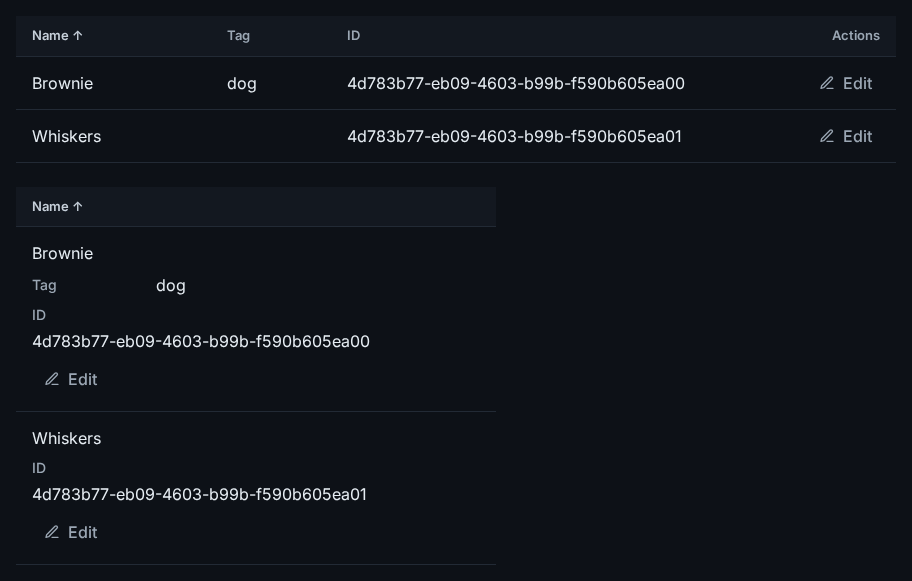 Name ↑ Tag ID Actions
Brownie dog 4d783b77-eb09-4603-b99b-f590b605ea00 Edit
Whiskers 4d783b77-eb09-4603-b99b-f590b605ea01 Edit
Name ↑
Brownie
Tag dog
ID
4d783b77-eb09-4603-b99b-f590b605ea00
Edit
Whiskers
ID
4d783b77-eb09-4603-b99b-f590b605ea01
Edit